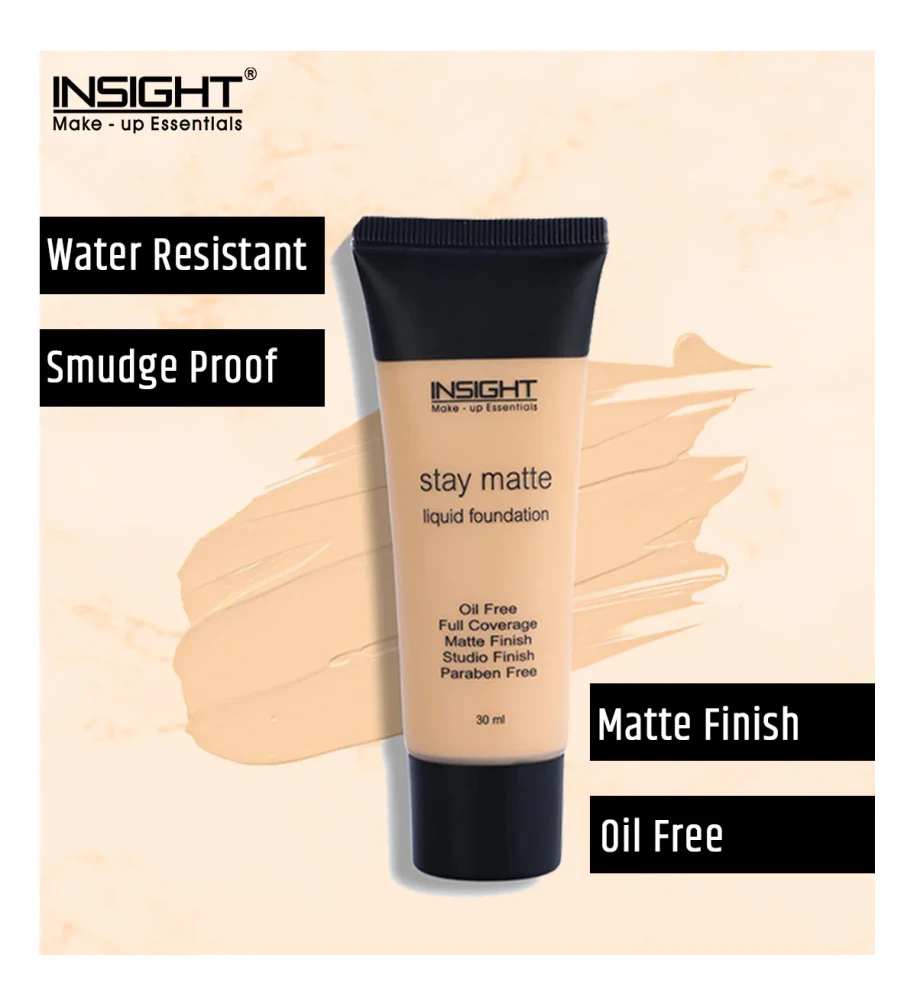 INSIGHT®
Make - up Essentials
Water Resistant
Smudge Proof
INSIGHT
Make - up Essentials
stay matte
liquid foundation
Oil Free
Full Coverage
Matte Finish
Studio Finish
Paraben Free
30 ml
Matte Finish
Oil Free